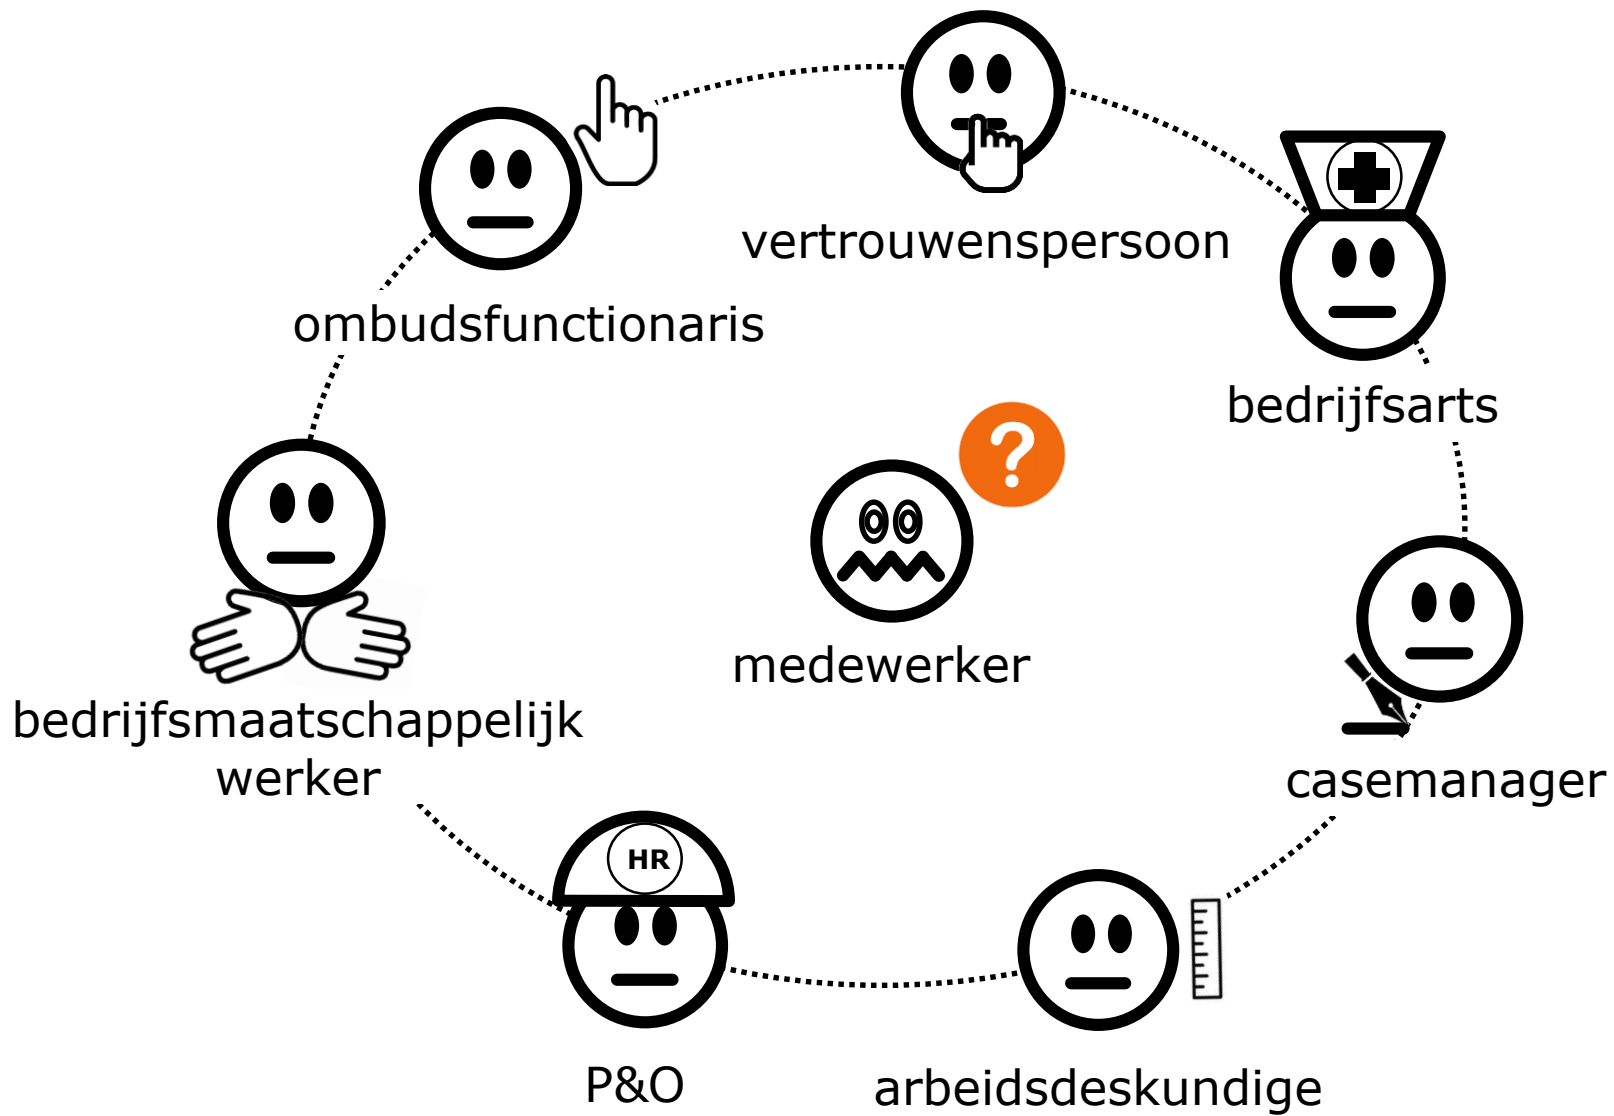 vertrouwenspersoon
ombudsfunctionaris
bedrijfsarts
?
medewerker
bedrijfsmaatschappelijk
werker
casemanager
HR
P&O
arbeidsdeskundige